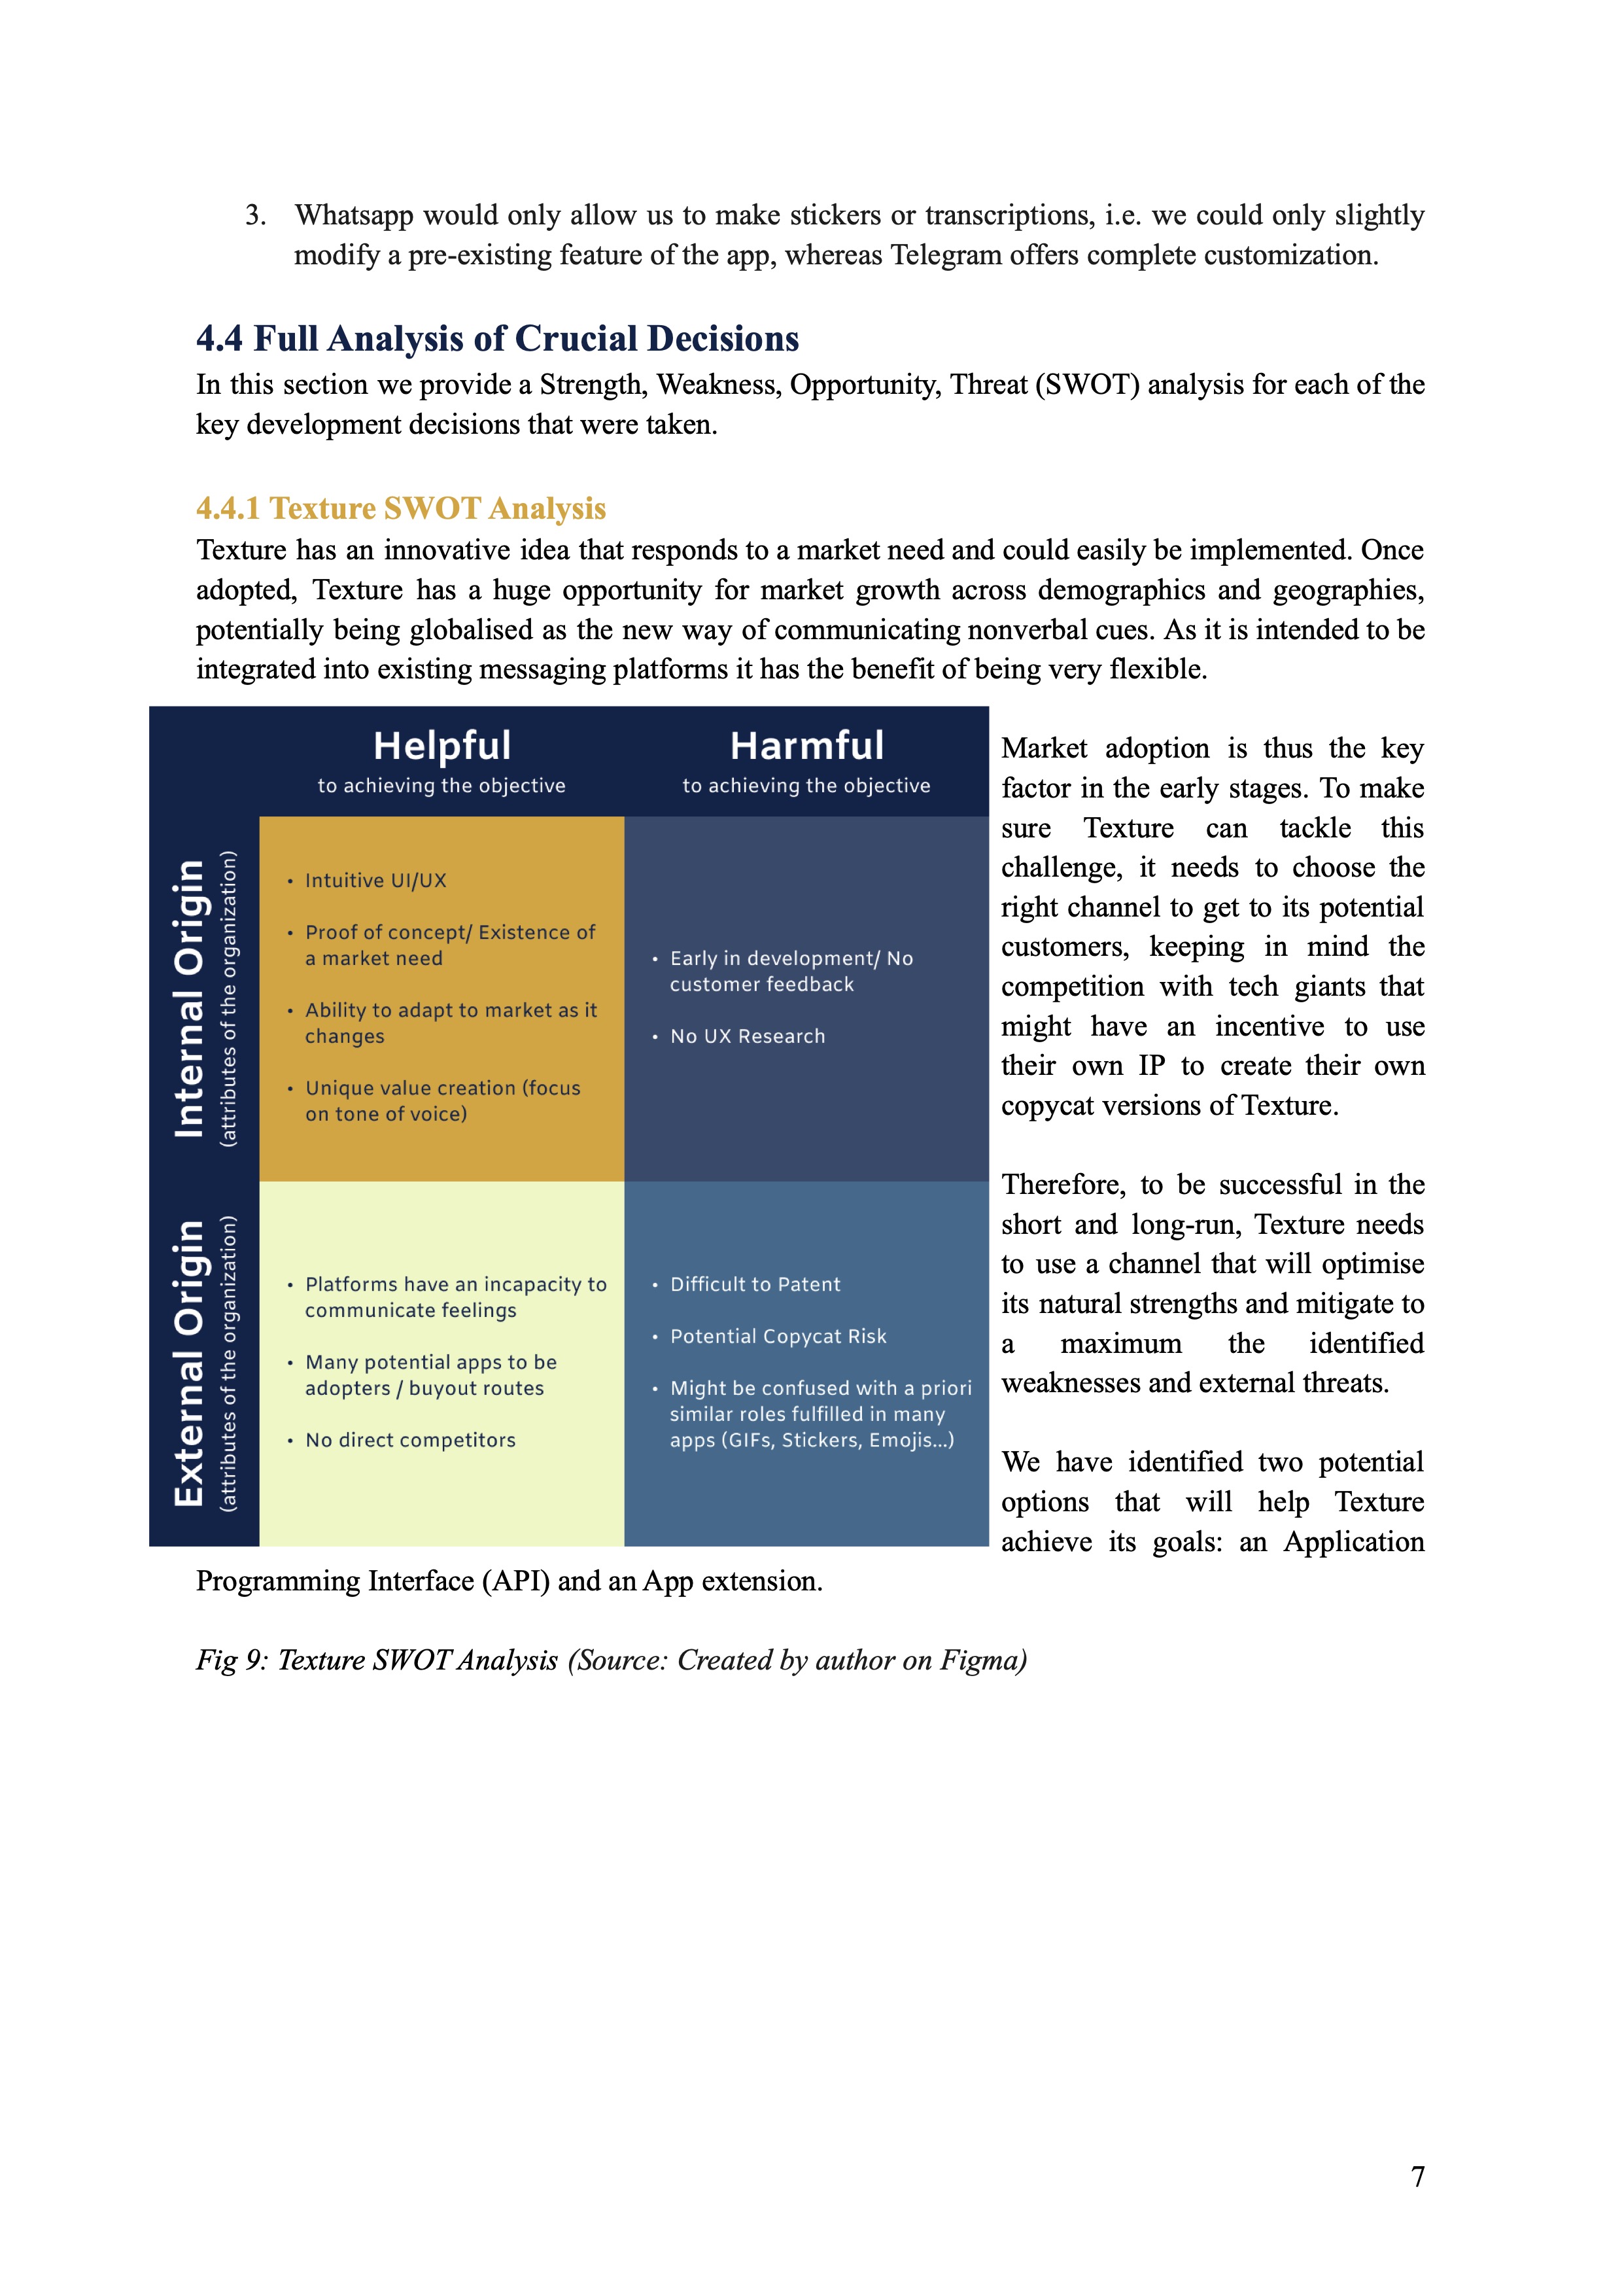 3. Whatsapp would only allow us to make stickers or transcriptions, i.e. we could only slightly
modify a pre-existing feature of the app, whereas Telegram offers complete customization.
4.4 Full Analysis of Crucial Decisions
In this section we provide a Strength, Weakness, Opportunity, Threat (SWOT) analysis for each of the
key development decisions that were taken.
4.4.1 Texture SWOT Analysis
Texture has an innovative idea that responds to a market need and could easily be implemented. Once
adopted, Texture has a huge opportunity for market growth across demographics and geographies,
potentially being globalised as the new way of communicating nonverbal cues. As it is intended to be
integrated into existing messaging platforms it has the benefit of being very flexible.
Helpful
to achieving the objective
Harmful
to achieving the objective
Internal Origin
(attributes of the organization)
• Intuitive UI/UX
• Proof of concept/ Existence of
a market need
• Ability to adapt to market as it
changes
• Unique value creation (focus
on tone of voice)
• Early in development/ No
customer feedback
• No UX Research
External Origin
(attributes of the organization)
• Platforms have an incapacity to
communicate feelings
• Many potential apps to be
adopters / buyout routes
• No direct competitors
• Difficult to Patent
• Potential Copycat Risk
• Might be confused with a priori
similar roles fulfilled in many
apps (GIFs, Stickers, Emojis...)
Market adoption is thus the key
factor in the early stages. To make
sure Texture can tackle this
challenge, it needs to choose the
right channel to get to its potential
customers, keeping in mind the
competition with tech giants that
might have an incentive to use
their own IP to create their own
copycat versions of Texture.
Therefore, to be successful in the
short and long-run, Texture needs
to use a channel that will optimise
its natural strengths and mitigate to
a maximum the identified
weaknesses and external threats.
We have identified two potential
options that will help Texture
achieve its goals: an Application
Programming Interface (API) and an App extension.
Fig 9: Texture SWOT Analysis (Source: Created by author on Figma)
7